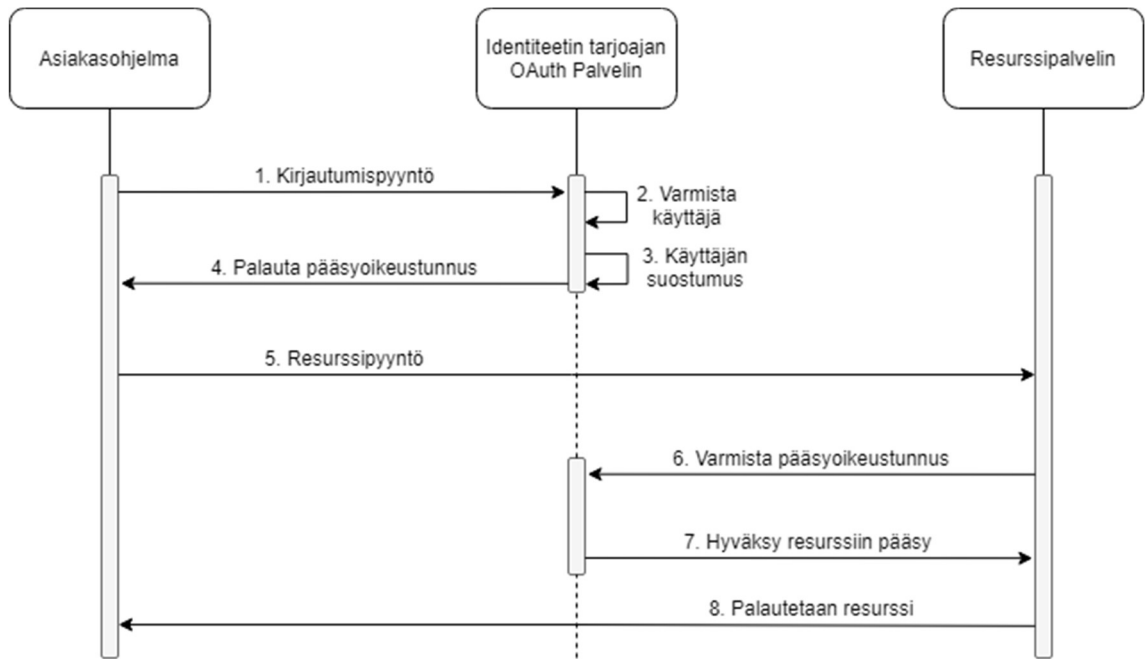 Asiakasohjelma
Identiteetin tarjoajan
OAuth Palvelin
Resurssipalvelin
1. Kirjautumispyyntö
2. Varmista
käyttäjä
3. Käyttäjän
suostumus
4. Palauta pääsyoikeustunnus
5. Resurssipyyntö
6. Varmista pääsyoikeustunnus
7. Hyväksy resurssiin pääsy
8. Palautetaan resurssi